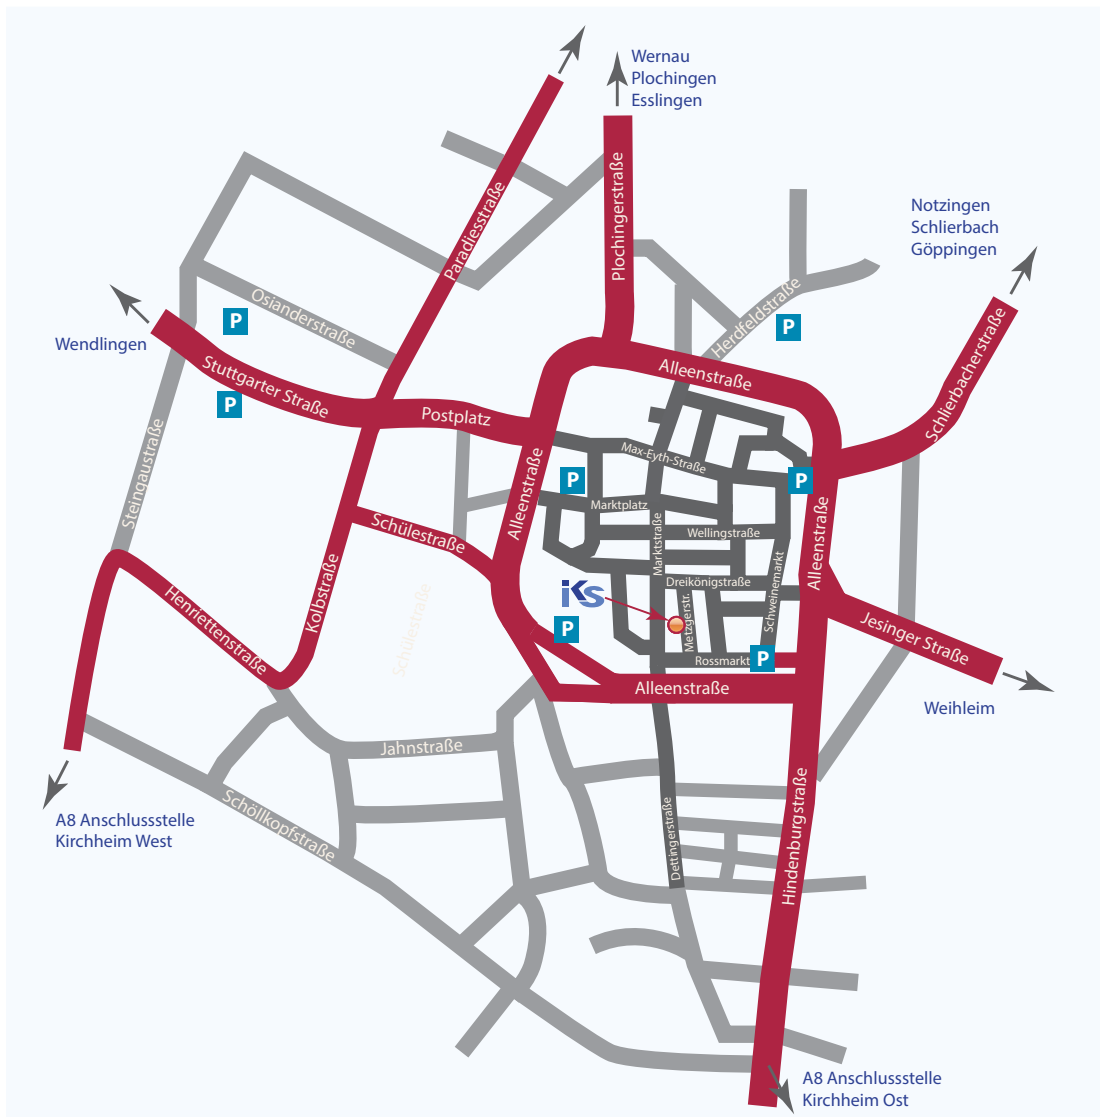 Wernau
Plochingen
Esslingen
Notzingen
Schlierbach
Göppingen
Paradiesstraße
Plochingerstraße
Osianderstraße
P
Herdfeldstraße
P
Wendlingen
Stuttgarter Straße
P
Postplatz
Alleenstraße
Schlierbacherstraße
Steingaustraße
Max-Eyth-Straße
P
P
Alleenstraße
Marktplatz
Schülestraße
Marktstraße
Wellingstraße
Alleenstraße
Dreikönigstraße
Schweinemarkt
iKs
Metzgerstr.
Henriettenstraße
Kolbstraße
Schülestraße
P
Rossmarkt
P
Jesinger Straße
Alleenstraße
Weihleim
Jahnstraße
A8 Anschlussstelle
Kirchheim West
Schöllkopfstraße
Dettingerstraße
Hindenburgstraße
A8 Anschlussstelle
Kirchheim Ost